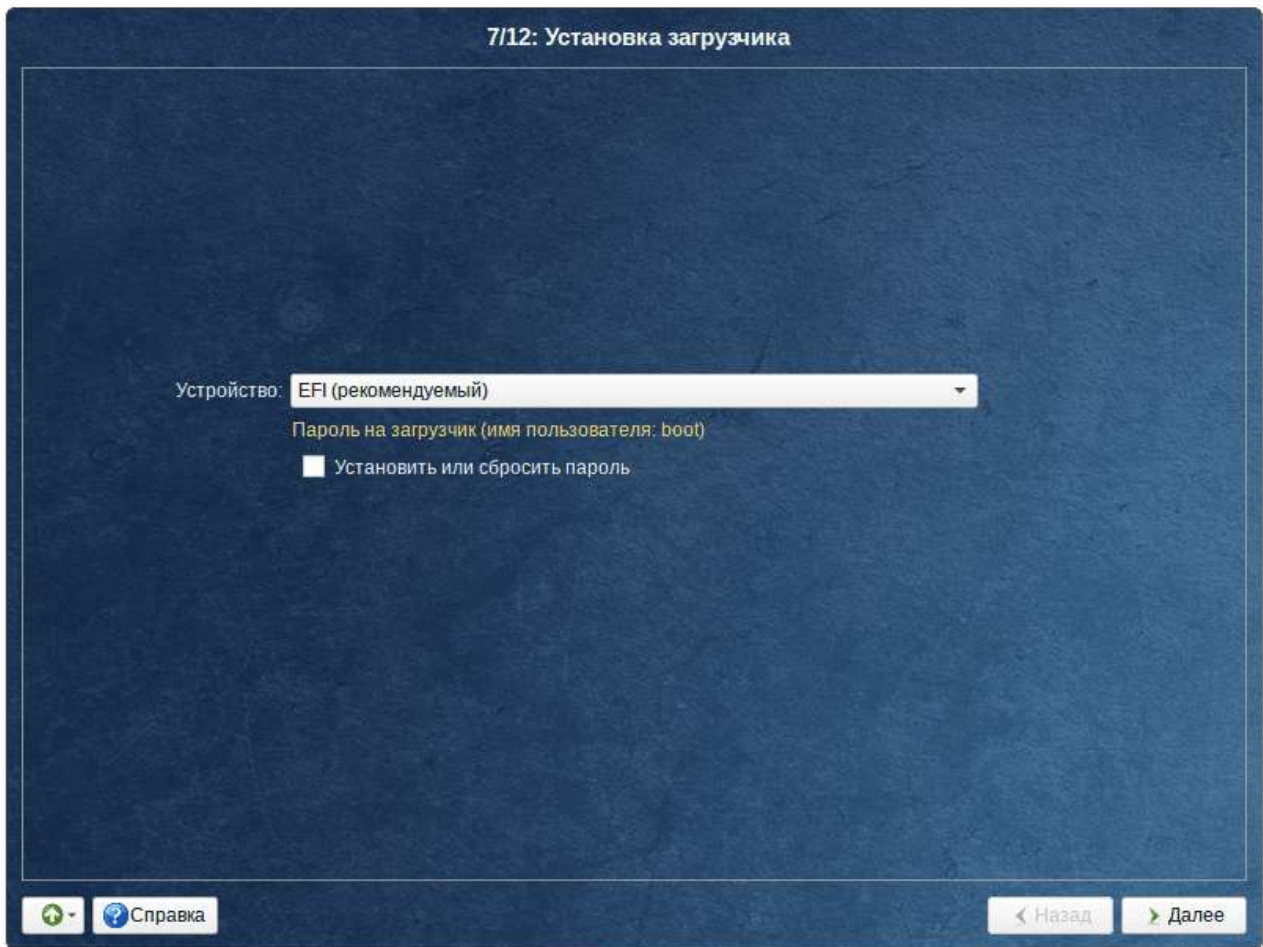 7/12: Установка загрузчика
Устройство: EFI (рекомендуемый)
Пароль на загрузчик (имя пользователя: boot)
Установить или сбросить пароль
Справка
Назад
Далее